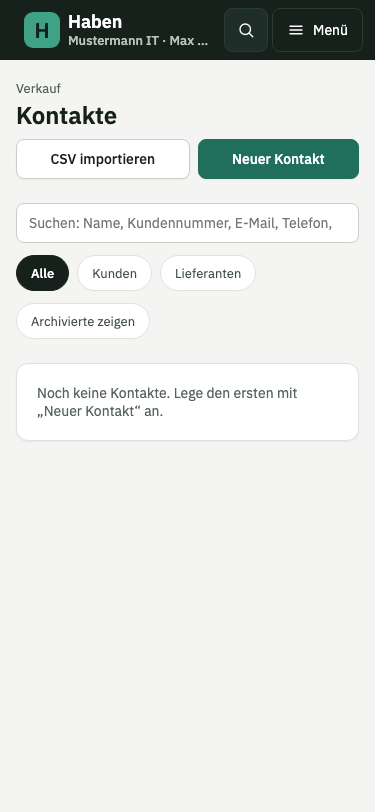 H
Haben
Mustermann IT · Max ...
Menü
Verkauf
Kontakte
CSV importieren
Neuer Kontakt
Suchen: Name, Kundennummer, E-Mail, Telefon,
Alle
Kunden
Lieferanten
Archivierte zeigen
Noch keine Kontakte. Lege den ersten mit
„Neuer Kontakt“ an.